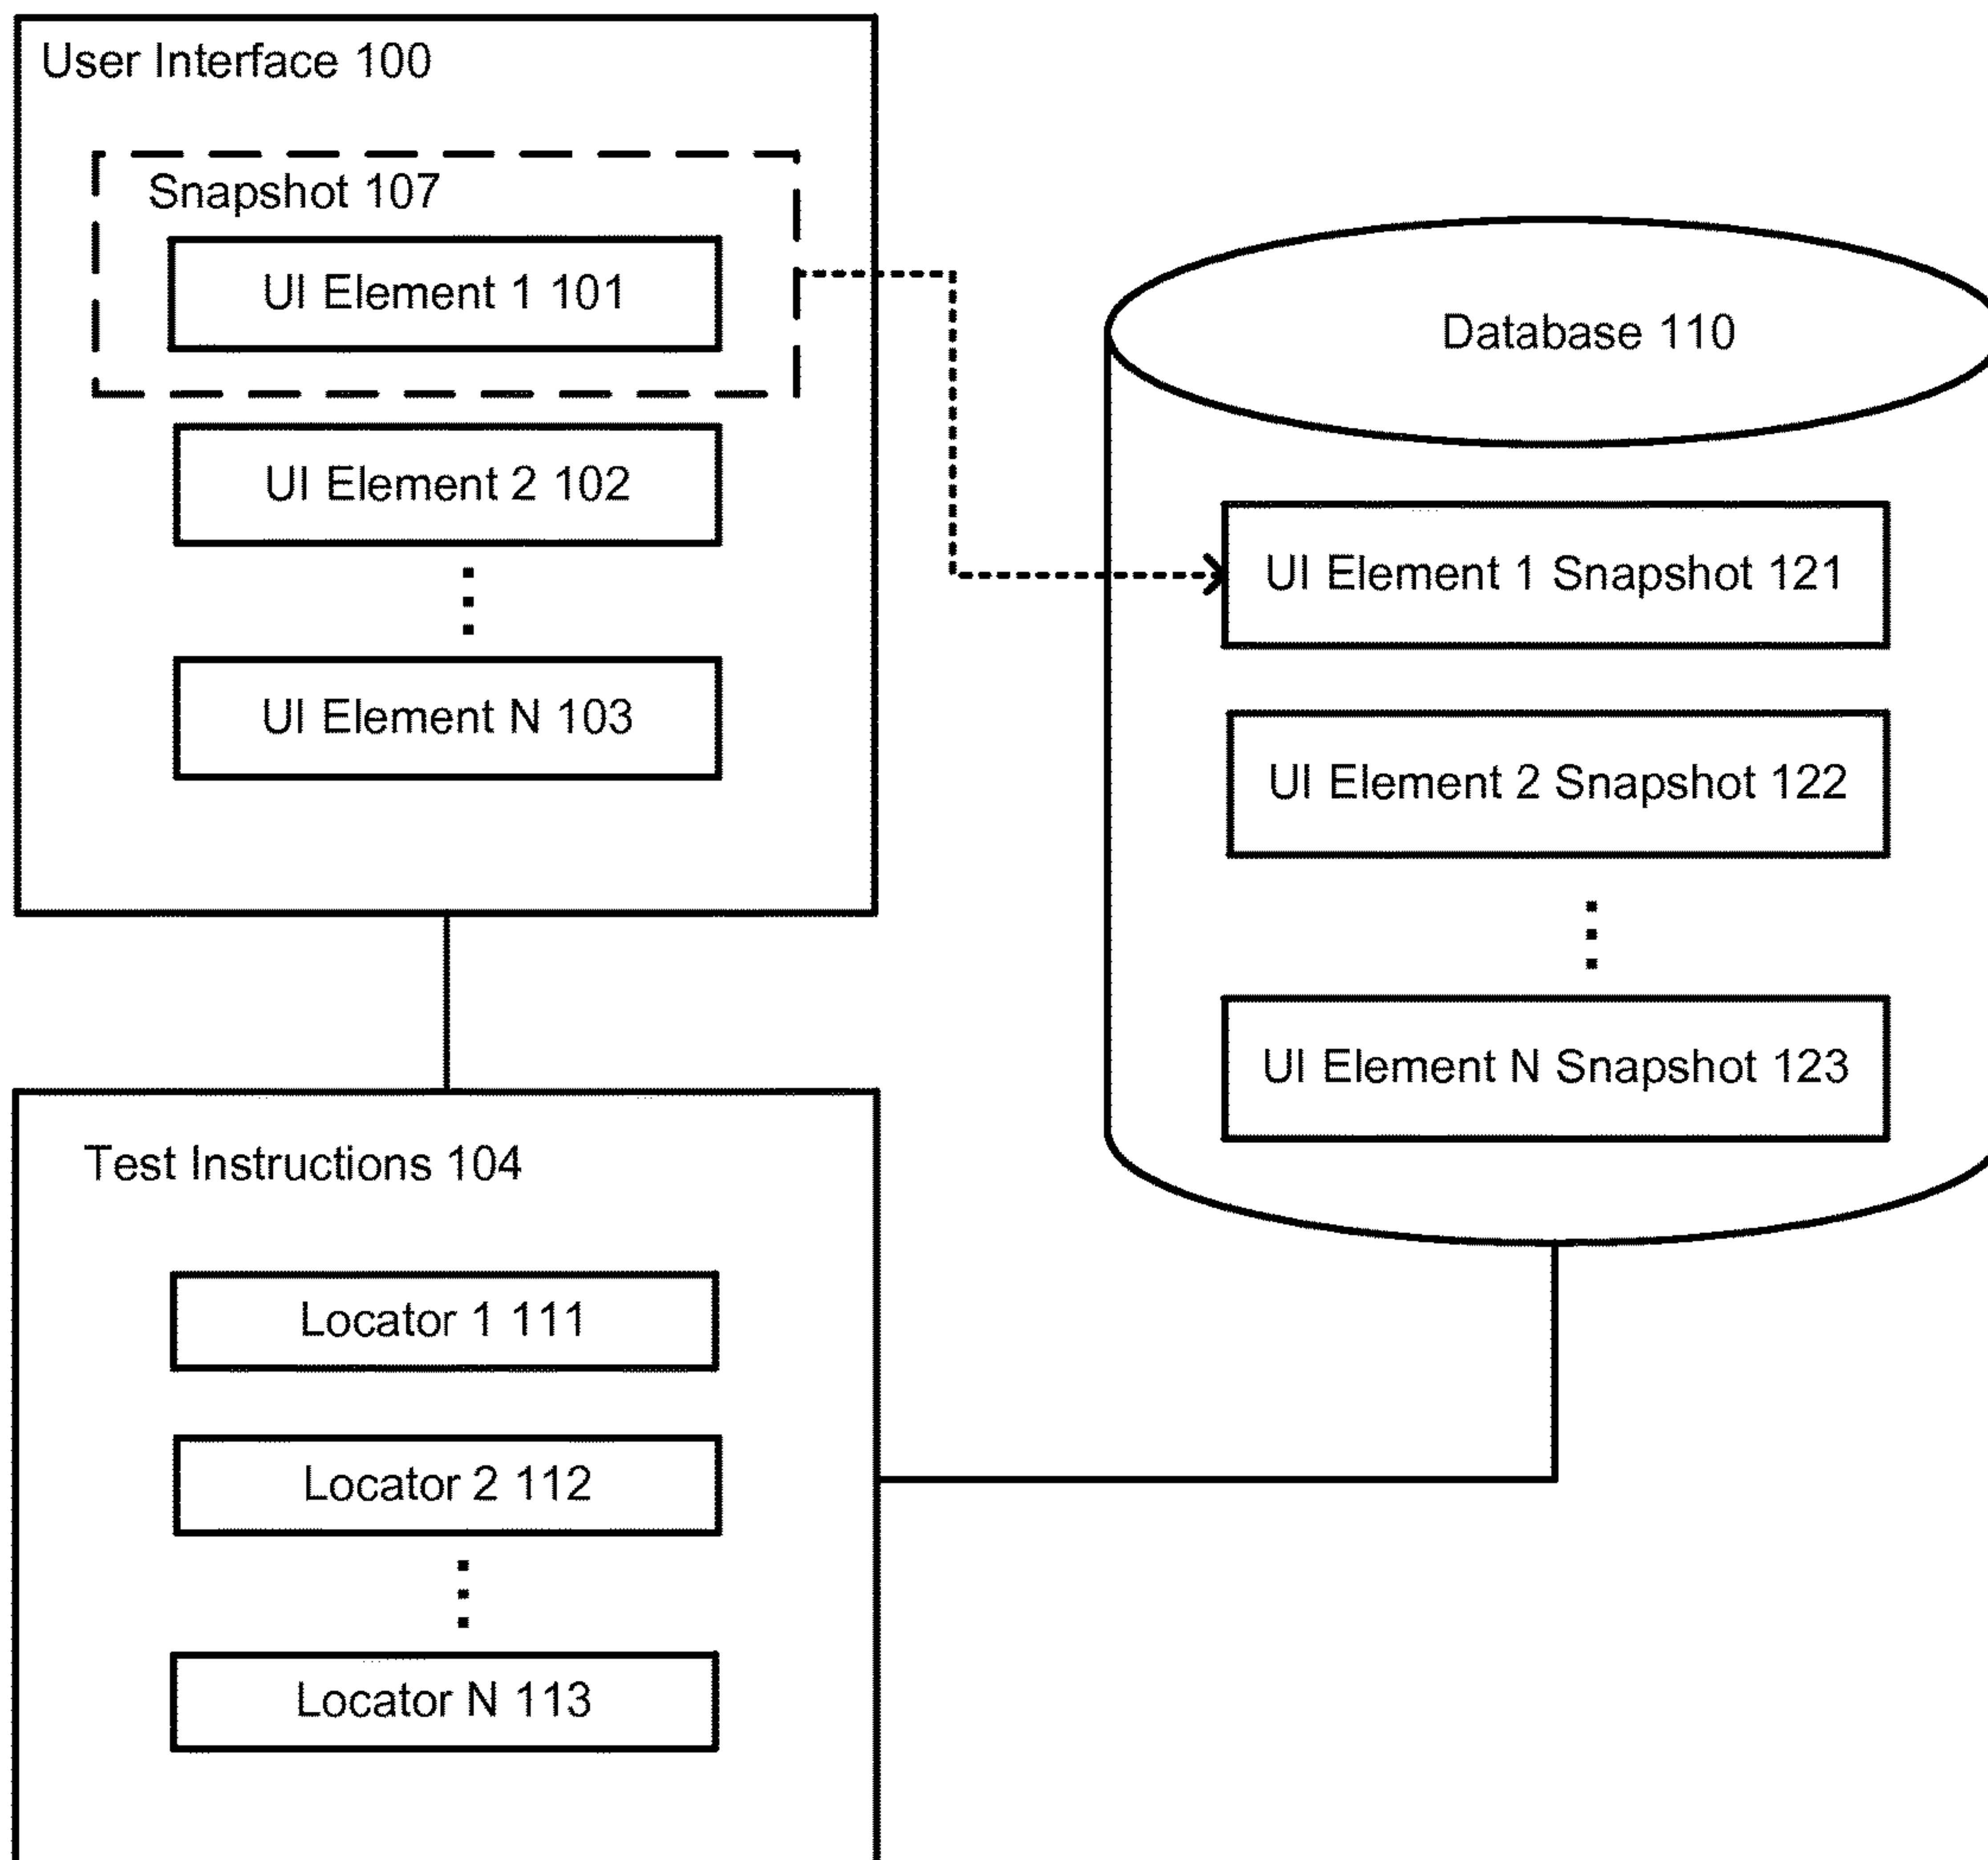 User Interface 100
Snapshot 107
UI Element 1 101
UI Element 2 102
UI Element N 103
Database 110
UI Element 1 Snapshot 121
UI Element 2 Snapshot 122
UI Element N Snapshot 123
Test Instructions 104
Locator 1 111
Locator 2 112
Locator N 113